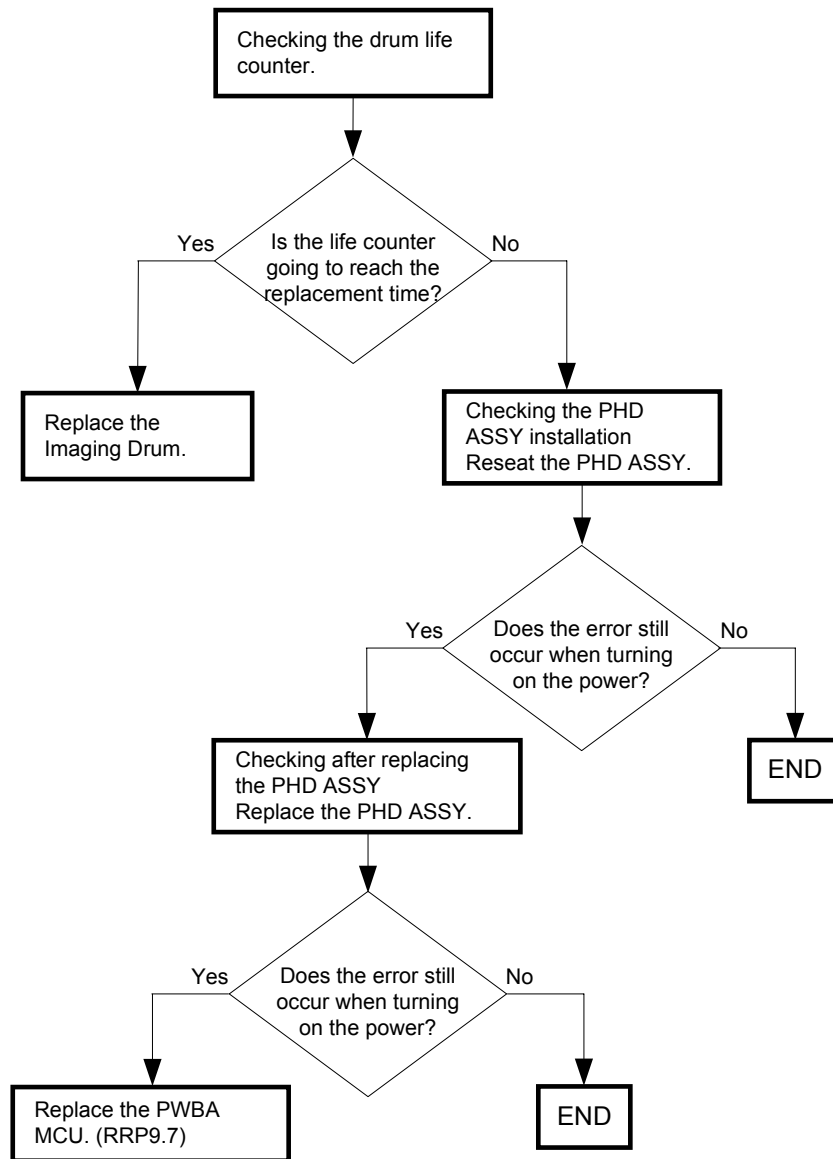 Checking the drum life
counter.
Yes
Is the life counter
going to reach the
replacement time?
No
Replace the
Imaging Drum.
Checking the PHD
ASSY installation
Reseat the PHD ASSY.
Yes
Does the error still
occur when turning
on the power?
No
Checking after replacing
the PHD ASSY
Replace the PHD ASSY.
END
Yes
Does the error still
occur when turning
on the power?
No
Replace the PWBA
MCU. (RRP9.7)
END